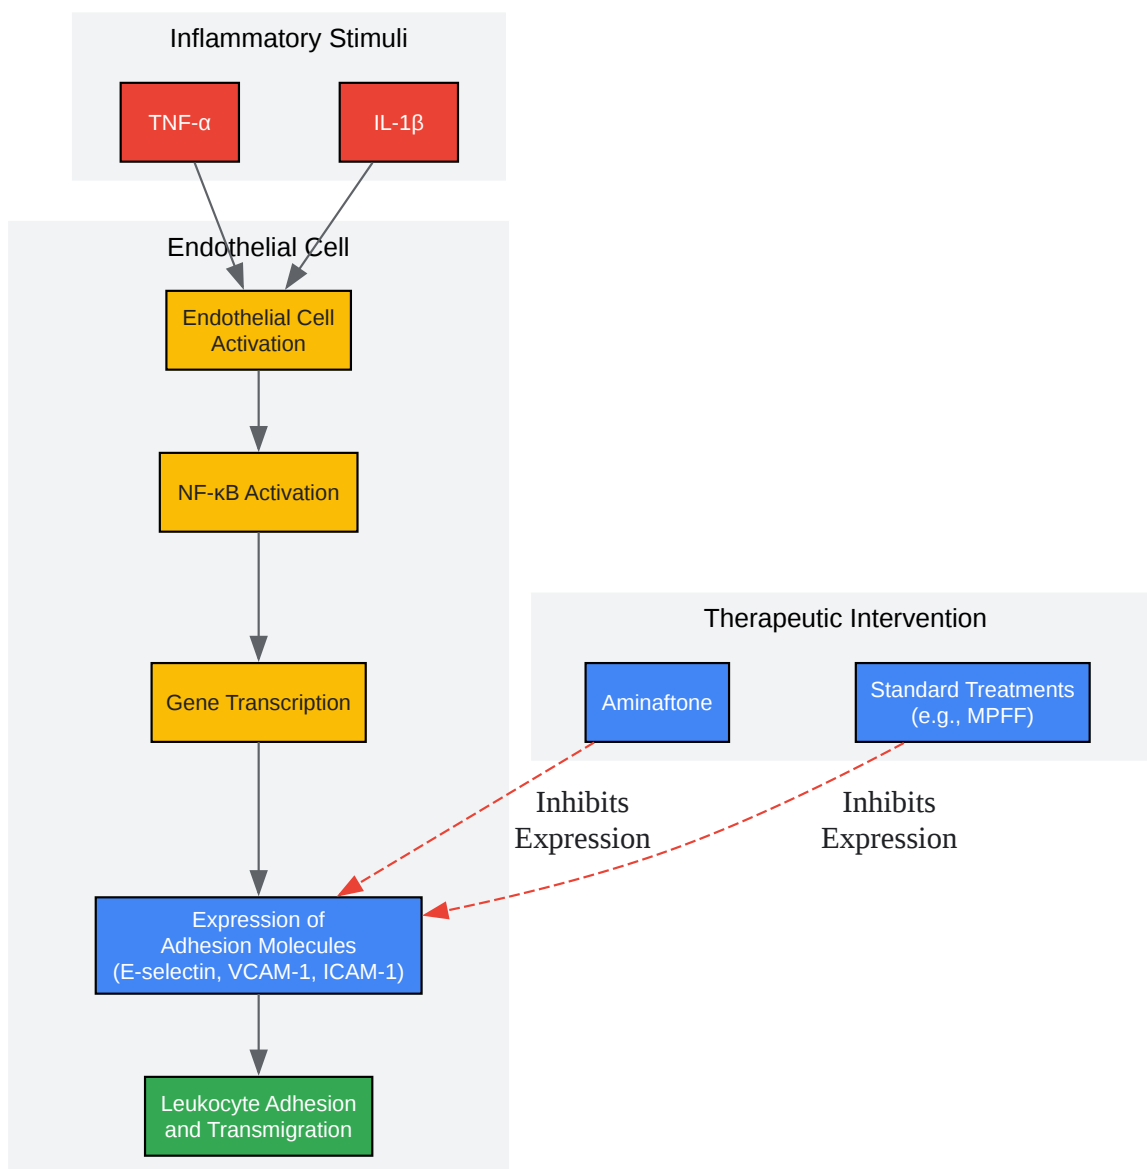 Inflammatory Stimuli
TNF-α
IL-1β
Endothelial Cell
Endothelial Cell
Activation
NF-κB Activation
Therapeutic Intervention
Gene Transcription
Aminaftone
Standard Treatments
(e.g., MPFF)
Inhibits
Expression
Inhibits
Expression
Expression of
Adhesion Molecules
(E-selectin, VCAM-1, ICAM-1)
Leukocyte Adhesion
and Transmigration